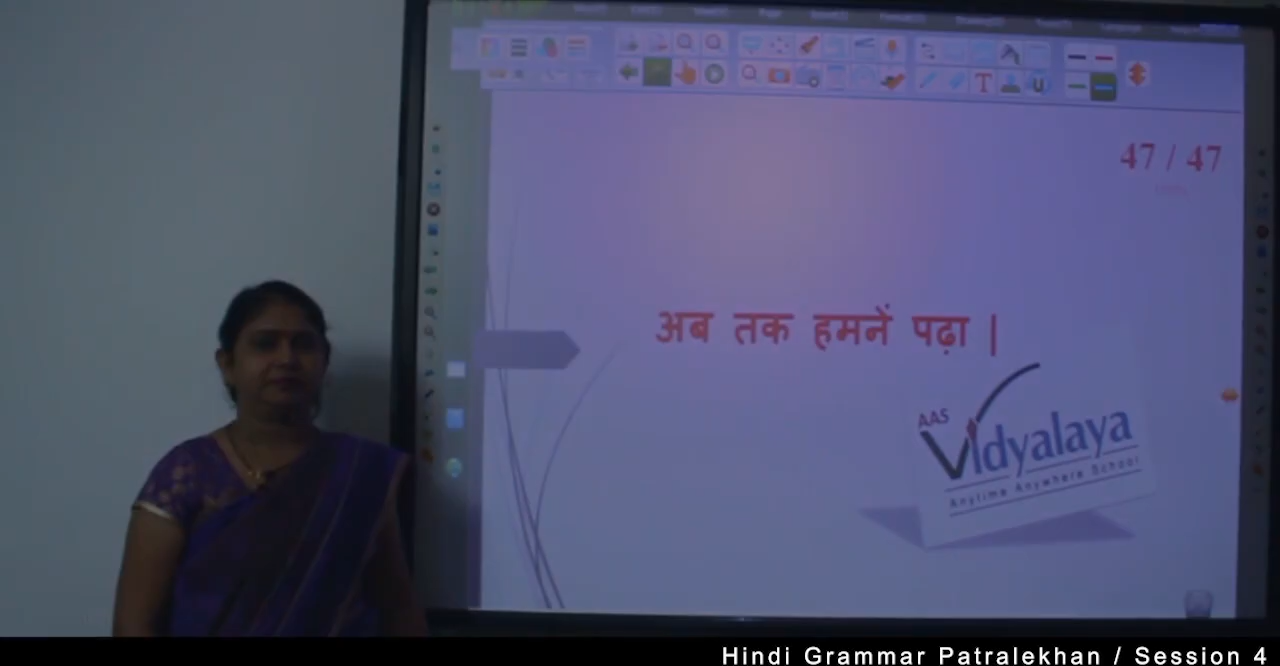 47 / 47
अब तक हमनें पढ़ा |
AAS
Vidyalaya
Anytime Anywhere School
Hindi Grammar Patralekhan / Session 4